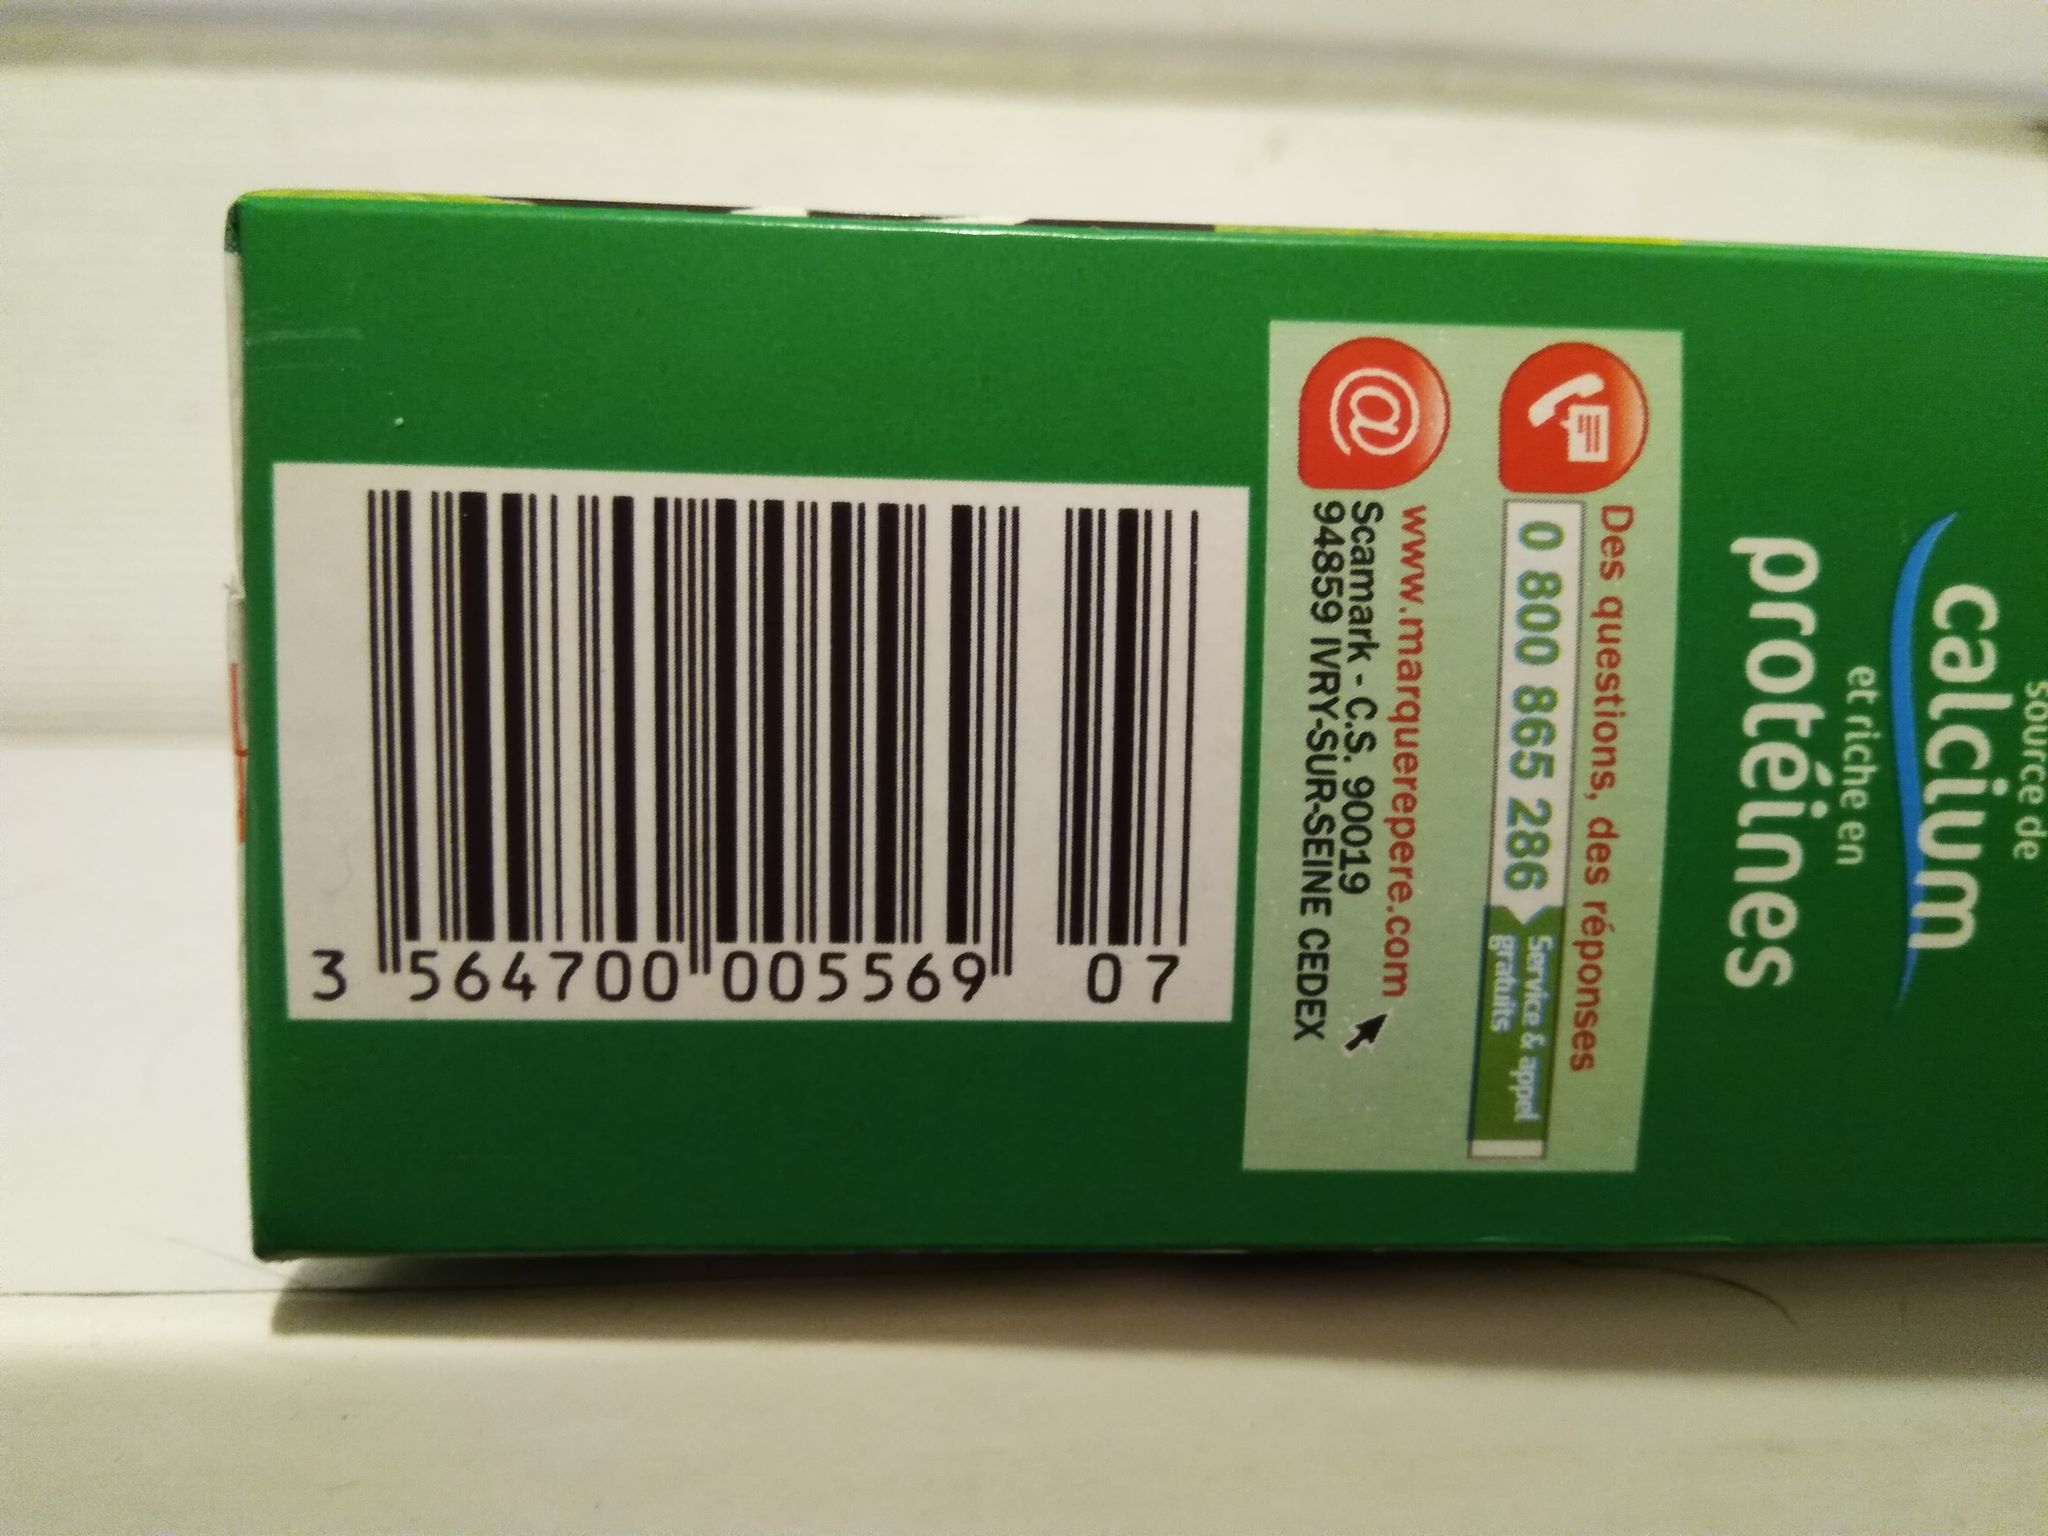 source de
calcium
et riche en
protéines
Des questions, des réponses
0 800 865 286
Service & appel
gratuits
@
www.marquerepere.com
Scamark - C.S. 90019
94859 IVRY-SUR-SEINE CEDEX
3 564700 005569 07